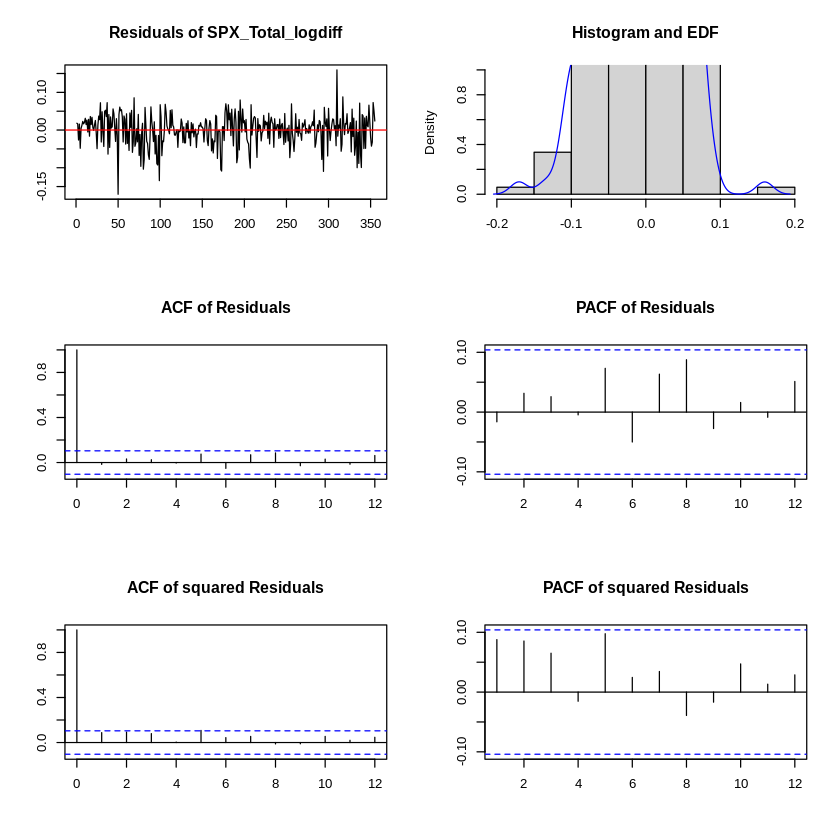 Residuals of SPX_Total_logdiff
0.10
0.00
-0.15
0 50 100 150 200 250 300 350
Histogram and EDF
Density
0.8
0.4
0.0
-0.2 -0.1 0.0 0.1 0.2
ACF of Residuals
0.8
0.4
0.0
0 2 4 6 8 10 12
PACF of Residuals
0.10
0.00
-0.10
2 4 6 8 10 12
ACF of squared Residuals
0.8
0.4
0.0
0 2 4 6 8 10 12
PACF of squared Residuals
0.10
0.00
-0.10
2 4 6 8 10 12